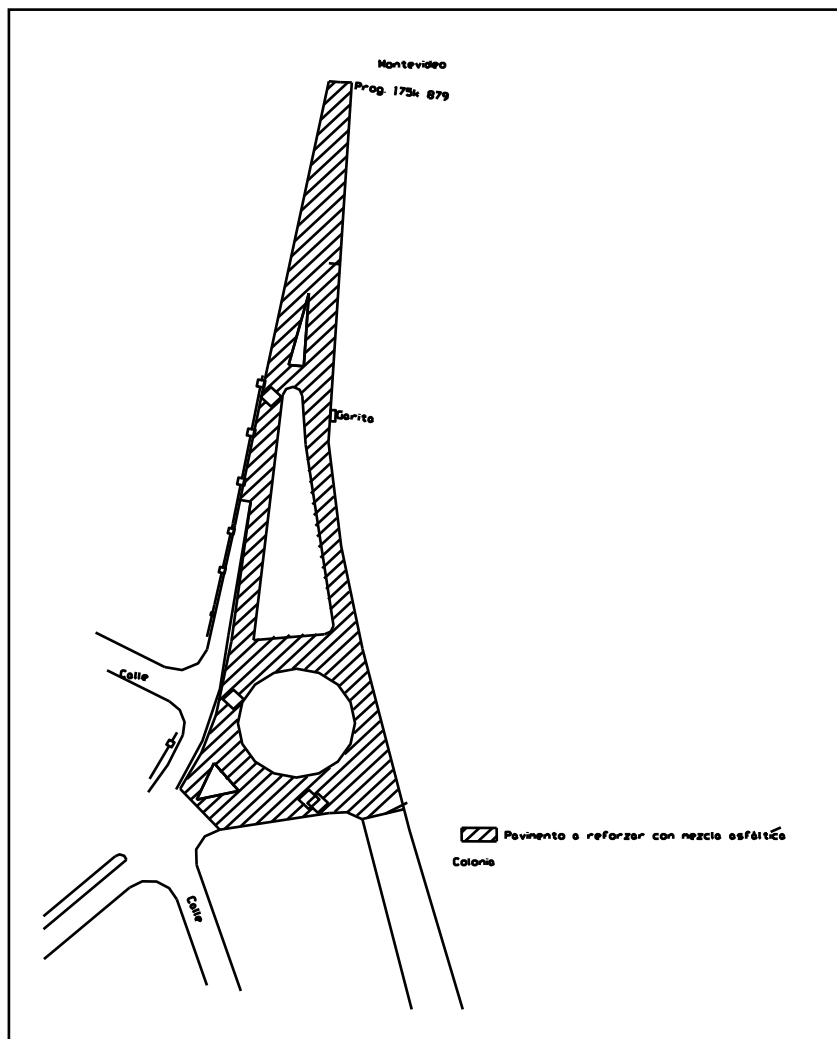 Montevideo
Prog. 175k 879
Garita
Calle
Pavimento a reforzar con mezcla asfáltica
Colonia
Calle